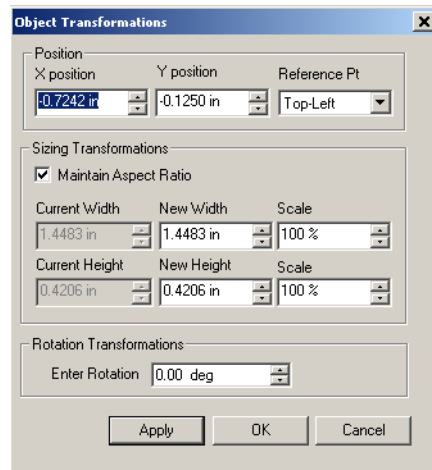 Object Transformations
Position
X position Y position Reference Pt
-0.7242 in -0.1250 in Top-Left
Sizing Transformations
Maintain Aspect Ratio
Current Width New Width Scale
1.4483 in 1.4483 in 100 %
Current Height New Height Scale
0.4206 in 0.4206 in 100 %
Rotation Transformations
Enter Rotation 0.00 deg
Apply OK Cancel